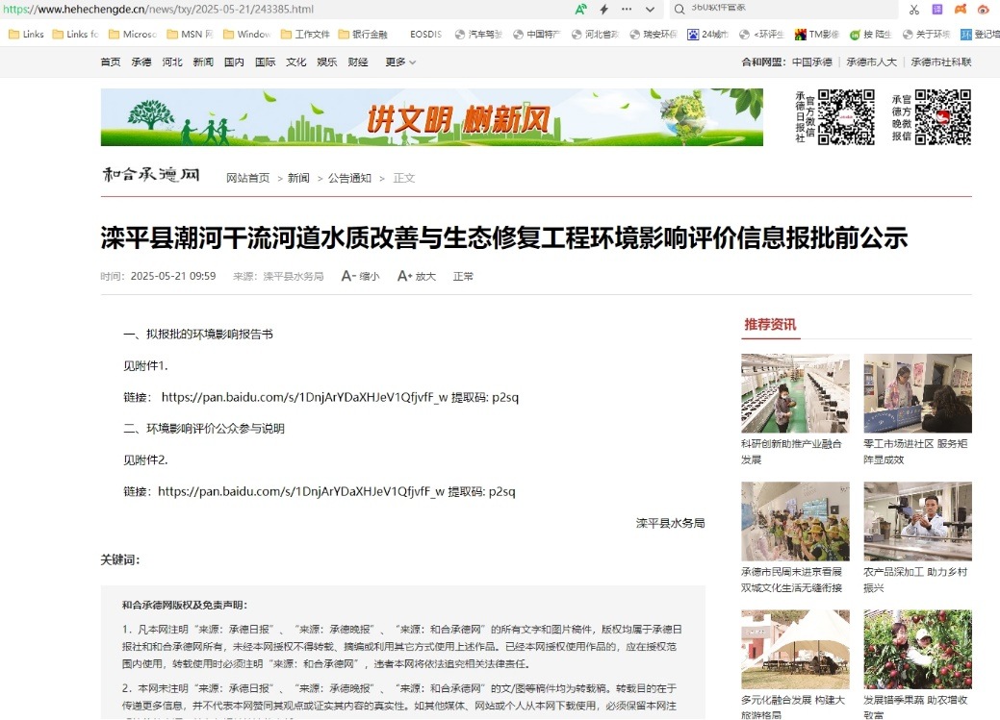 https://www.hehechengde.cn/news/txy/2025-05-21/243385.html
360软件管家
Links
Links fo
Microso
MSN 网
Window
工作文件
银行金融
EOSDIS
汽车驾驶
中国特产
河北省政
瑞安环保
24城市
<环评生
TM影像
按 陆生
关于环境
登记培
首页 承德 河北 新闻 国内 国际 文化 娱乐 财经 更多
合和网盟： 中国承德 | 承德市人大 | 承德市社科联
讲文明 树新风
承德日报社 官方微信
承德晚报 官方微信
和合承德网
网站首页 > 新闻 > 公告通知 > 正文
滦平县潮河干流河道水质改善与生态修复工程环境影响评价信息报批前公示
时间： 2025-05-21 09:59 来源： 滦平县水务局 A- 缩小 A+ 放大 正常
一、拟报批的环境影响报告书
见附件1.
链接： https://pan.baidu.com/s/1DnjArYDaXHJeV1QfjvfF_w 提取码: p2sq
二、环境影响评价公众参与说明
见附件2.
链接： https://pan.baidu.com/s/1DnjArYDaXHJeV1QfjvfF_w 提取码: p2sq
滦平县水务局
关键词：
和合承德网版权及免责声明：
1、凡本网注明“来源：承德日报”、“来源：承德晚报”、“来源：和合承德网”的所有文字和图片稿件，版权均属于承德日
报社和和合承德网所有，未经本网授权不得转载、摘编或利用其它方式使用上述作品。已经本网授权使用作品的，应在授权范
围内使用，转载使用时必须注明“来源：和合承德网”，违者本网将依法追究相关法律责任。
2、本网未注明“来源：承德日报”、“来源：承德晚报”、“来源：和合承德网”的文/图等稿件均为转载稿。转载目的在于
传递更多信息，并不代表本网赞同其观点或证实其内容的真实性。如其他媒体、网站或个人从本网下载使用，必须保留本网注
推荐资讯
科研创新助推产业融合
发展
零工市场进社区 服务矩
阵显成效
承德市民周末进京看展
双城文化生活无缝衔接
农产品深加工 助力乡村
振兴
多元化融合发展 构建大
旅游格局
发展错季果蔬 助农增收
致富